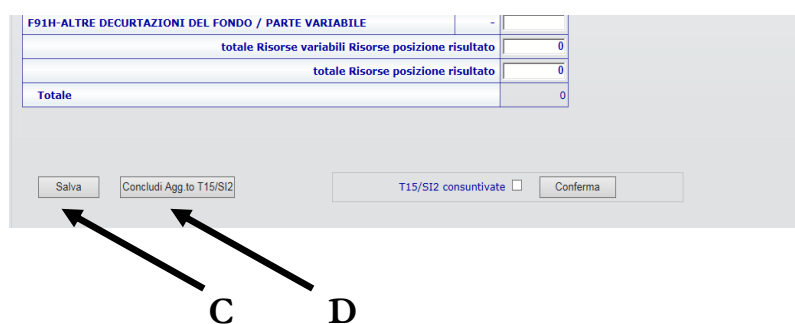 F91H-ALTRE DECURTAZIONI DEL FONDO / PARTE VARIABILE -
totale Risorse variabili Risorse posizione risultato 0
totale Risorse posizione risultato 0
Totale 0
Salva Concludi Agg.to T15/SI2 T15/SI2 consuntivate Conferma
C D